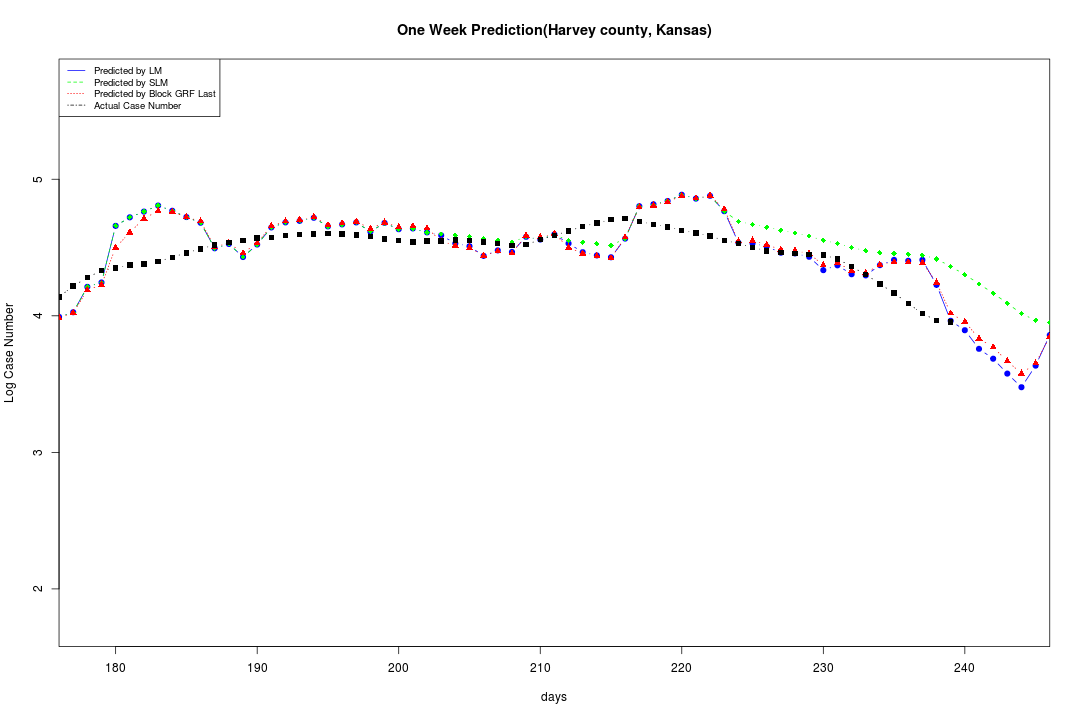 One Week Prediction(Harvey county, Kansas)
Predicted by LM
Predicted by SLM
Predicted by Block GRF Last
Actual Case Number
5
4
3
2
Log Case Number
180 190 200 210 220 230 240
days